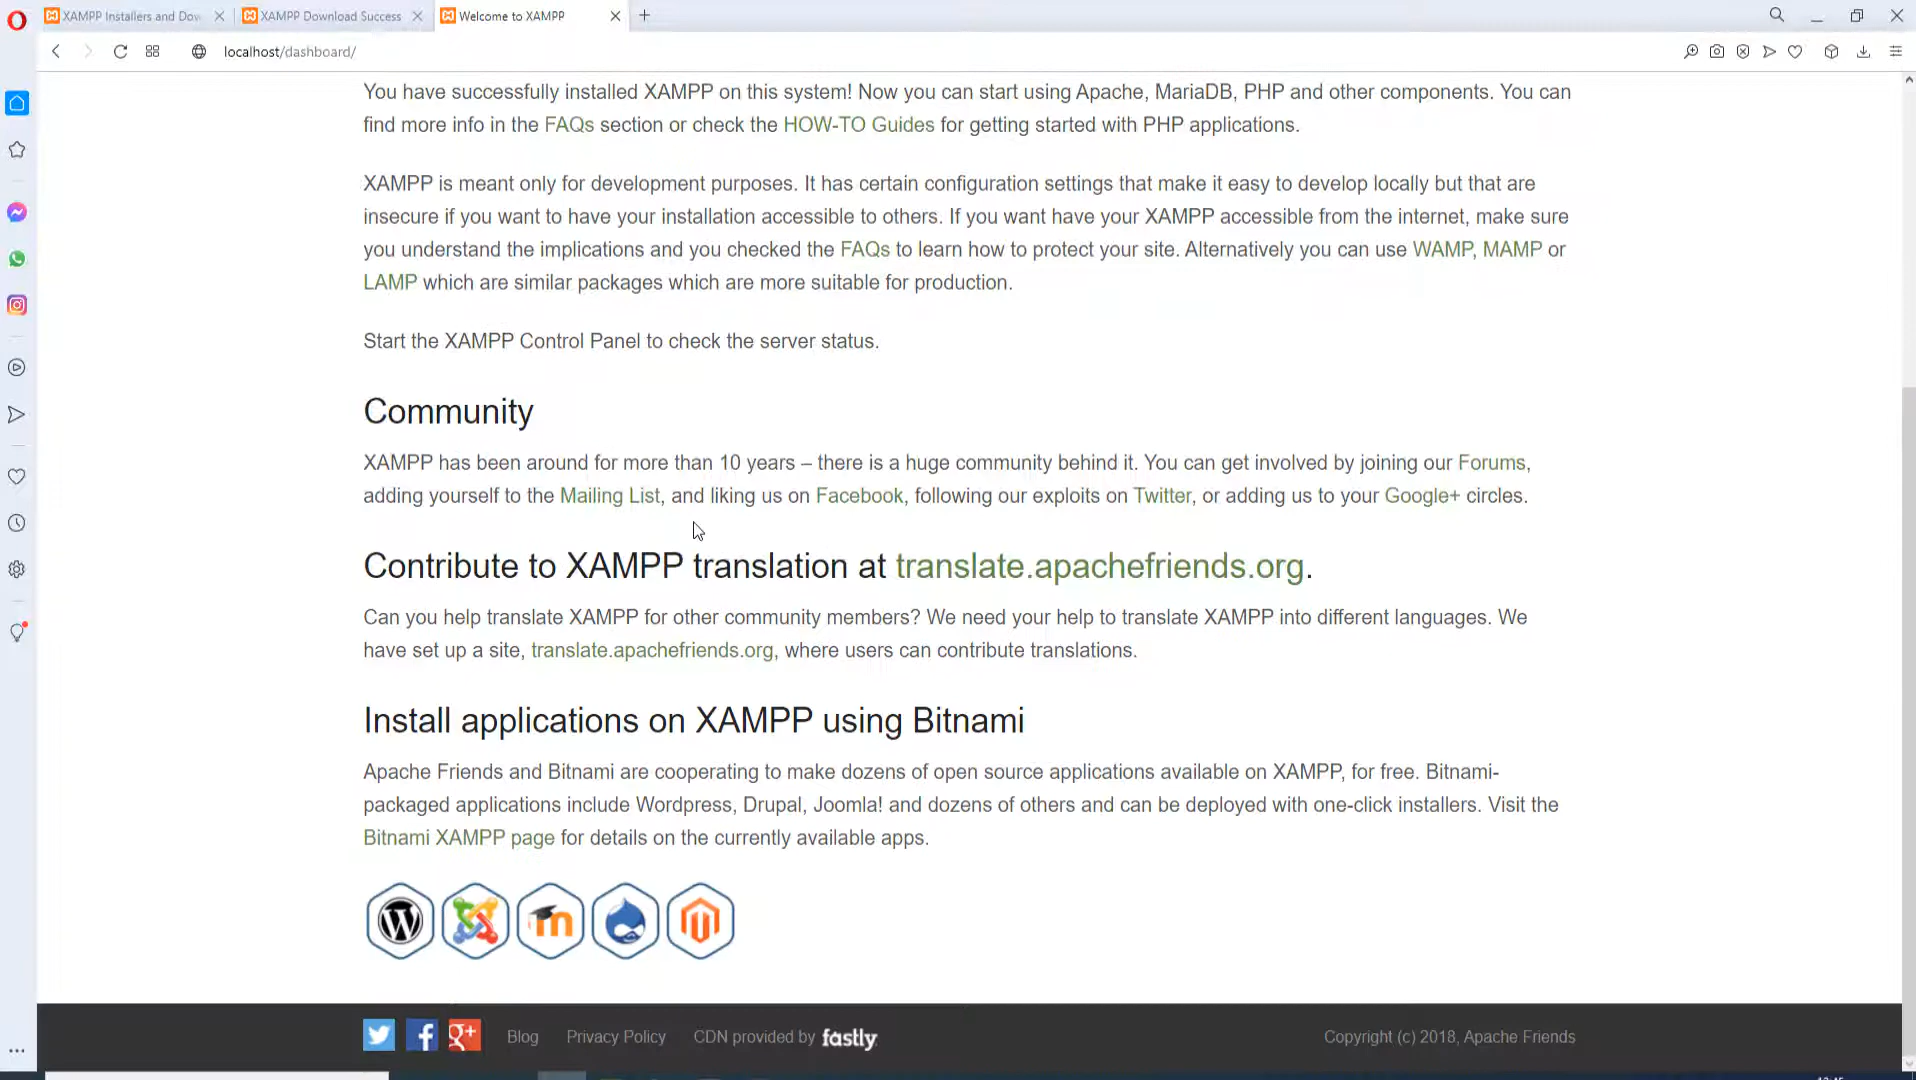 XAMPP Installers and Dow
XAMPP Download Success
Welcome to XAMPP
localhost/dashboard/
You have successfully installed XAMPP on this system! Now you can start using Apache, MariaDB, PHP and other components. You can
find more info in the FAQs section or check the HOW-TO Guides for getting started with PHP applications.
XAMPP is meant only for development purposes. It has certain configuration settings that make it easy to develop locally but that are
insecure if you want to have your installation accessible to others. If you want have your XAMPP accessible from the internet, make sure
you understand the implications and you checked the FAQs to learn how to protect your site. Alternatively you can use WAMP, MAMP or
LAMP which are similar packages which are more suitable for production.
Start the XAMPP Control Panel to check the server status.
Community
XAMPP has been around for more than 10 years – there is a huge community behind it. You can get involved by joining our Forums,
adding yourself to the Mailing List, and liking us on Facebook, following our exploits on Twitter, or adding us to your Google+ circles.
Contribute to XAMPP translation at translate.apachefriends.org.
Can you help translate XAMPP for other community members? We need your help to translate XAMPP into different languages. We
have set up a site, translate.apachefriends.org, where users can contribute translations.
Install applications on XAMPP using Bitnami
Apache Friends and Bitnami are cooperating to make dozens of open source applications available on XAMPP, for free. Bitnami-
packaged applications include Wordpress, Drupal, Joomla! and dozens of others and can be deployed with one-click installers. Visit the
Bitnami XAMPP page for details on the currently available apps.
Blog
Privacy Policy
CDN provided by fastly
Copyright (c) 2018, Apache Friends